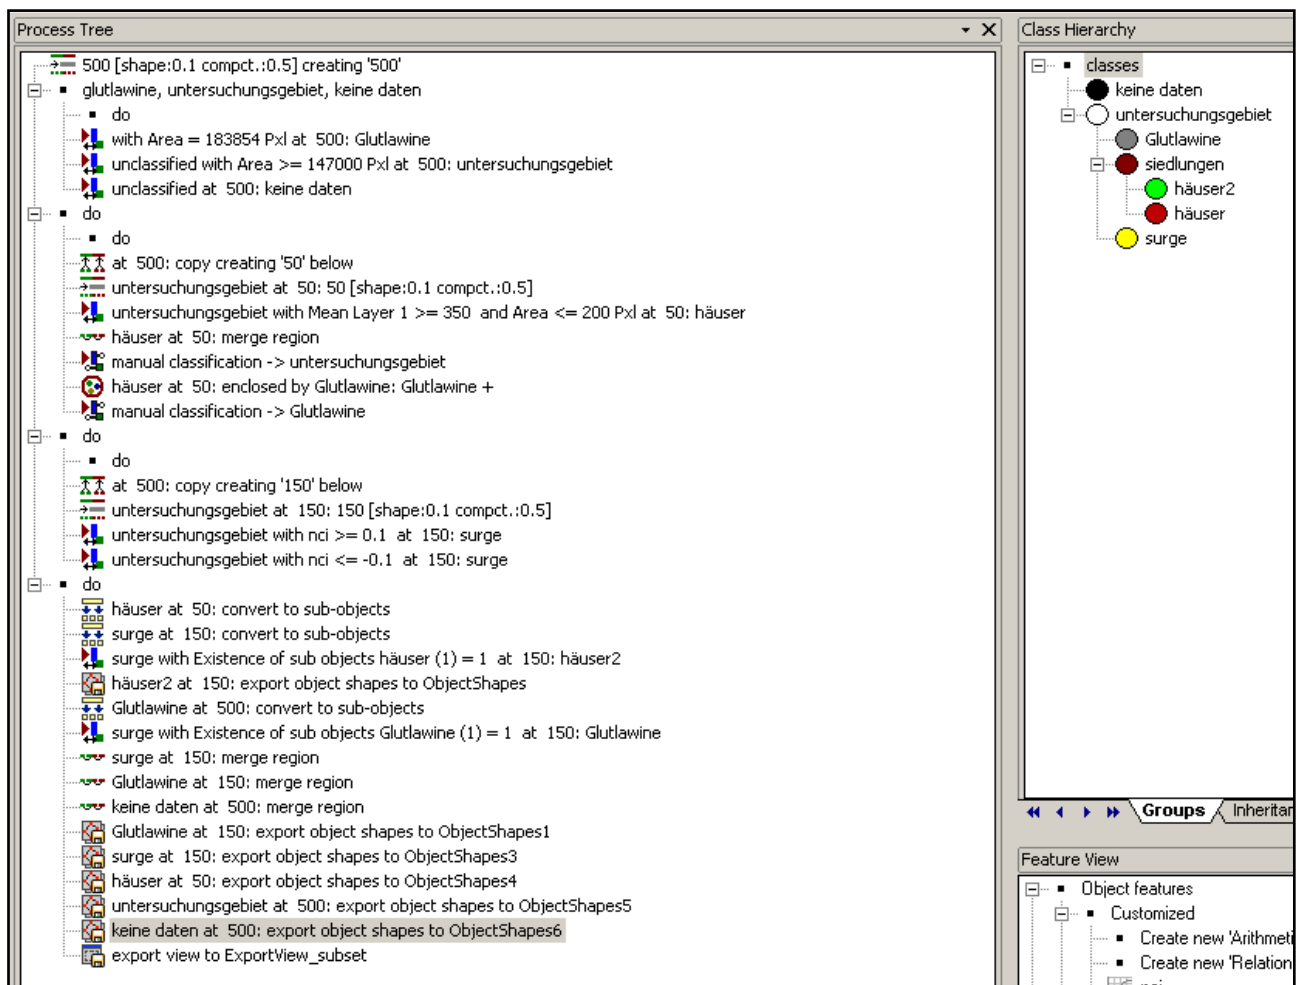 Process Tree
500 [shape:0.1 compct.:0.5] creating '500'
glutlawine, untersuchungsgebiet, keine daten
do
with Area = 183854 Pxl at 500: Glutlawine
unclassified with Area >= 147000 Pxl at 500: untersuchungsgebiet
unclassified at 500: keine daten
do
do
at 500: copy creating '50' below
untersuchungsgebiet at 50: 50 [shape:0.1 compct.:0.5]
untersuchungsgebiet with Mean Layer 1 >= 350 and Area <= 200 Pxl at 50: häuser
häuser at 50: merge region
manual classification -> untersuchungsgebiet
häuser at 50: enclosed by Glutlawine: Glutlawine +
manual classification -> Glutlawine
do
do
at 500: copy creating '150' below
untersuchungsgebiet at 150: 150 [shape:0.1 compct.:0.5]
untersuchungsgebiet with nci >= 0.1 at 150: surge
untersuchungsgebiet with nci <= -0.1 at 150: surge
do
häuser at 50: convert to sub-objects
surge at 150: convert to sub-objects
surge with Existence of sub objects häuser (1) = 1 at 150: häuser2
häuser2 at 150: export object shapes to ObjectShapes
Glutlawine at 500: convert to sub-objects
surge with Existence of sub objects Glutlawine (1) = 1 at 150: Glutlawine
surge at 150: merge region
Glutlawine at 150: merge region
keine daten at 500: merge region
Glutlawine at 150: export object shapes to ObjectShapes1
surge at 150: export object shapes to ObjectShapes3
häuser at 50: export object shapes to ObjectShapes4
untersuchungsgebiet at 500: export object shapes to ObjectShapes5
keine daten at 500: export object shapes to ObjectShapes6
export view to ExportView_subset
Class Hierarchy
classes
keine daten
untersuchungsgebiet
Glutlawine
siedlungen
häuser2
häuser
surge
Groups Inheritan
Feature View
Object features
Customized
Create new 'Arithmeti
Create new 'Relation